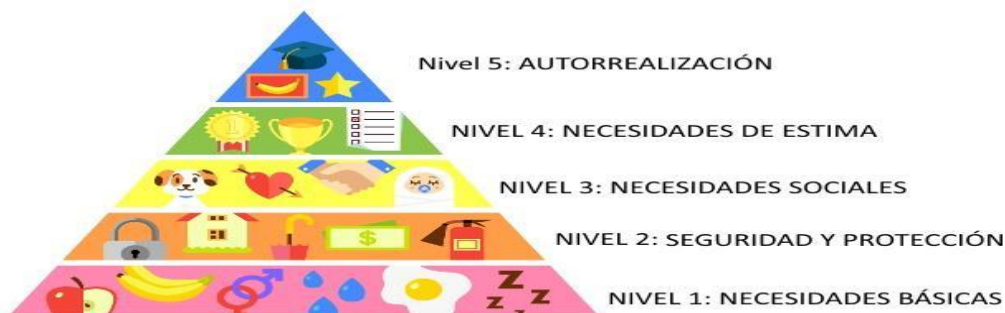 Nivel 5: AUTORREALIZACIÓN
1
NIVEL 4: NECESIDADES DE ESTIMA
NIVEL 3: NECESIDADES SOCIALES
$
NIVEL 2: SEGURIDAD Y PROTECCIÓN
Z Z Z Z
NIVEL 1: NECESIDADES BÁSICAS